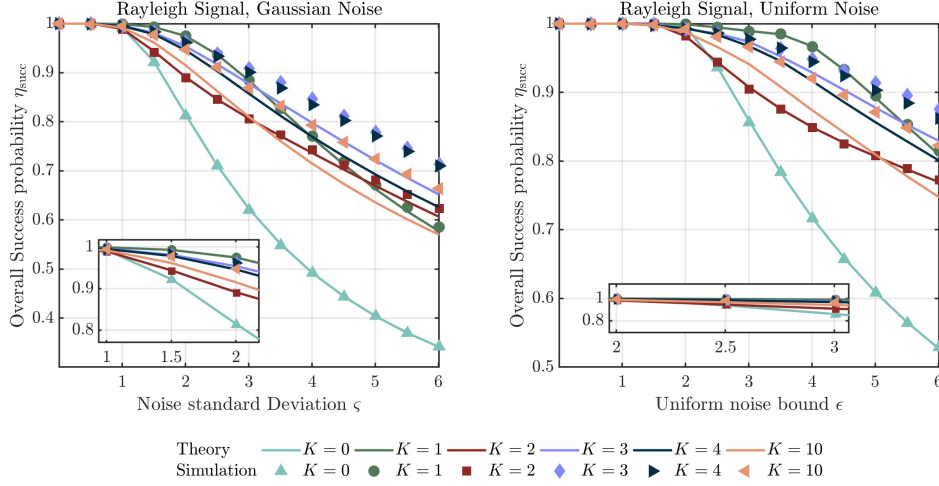 Rayleigh Signal, Gaussian Noise
Overall Success probability η_succ
1
0.9
0.8
0.7
0.6
0.5
0.4
1
0.9
0.8
1 1.5 2
1 2 3 4 5 6
Noise standard Deviation ς
Rayleigh Signal, Uniform Noise
Overall Success probability η_succ
1
0.9
0.8
0.7
0.6
0.5
1
0.8
2 2.5 3
1 2 3 4 5 6
Uniform noise bound ϵ
Theory K = 0 K = 1 K = 2 K = 3 K = 4 K = 10
Simulation K = 0 K = 1 K = 2 K = 3 K = 4 K = 10